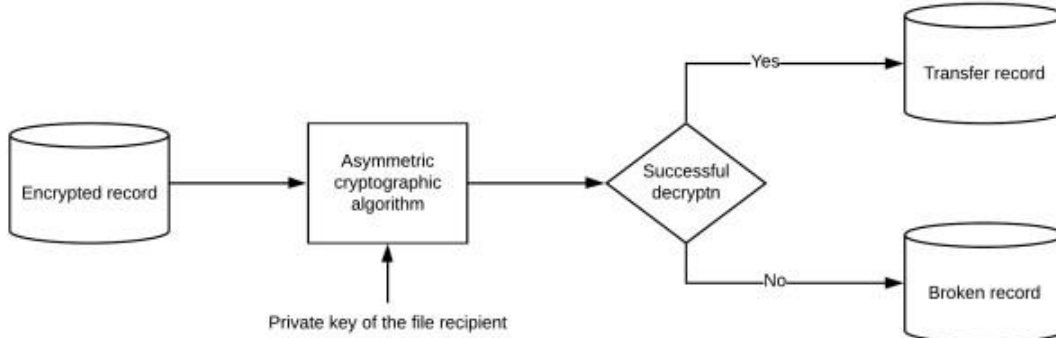 Encrypted record
Asymmetric
cryptographic
algorithm
Private key of the file recipient
Successful
decryptn
Yes
No
Transfer record
Broken record